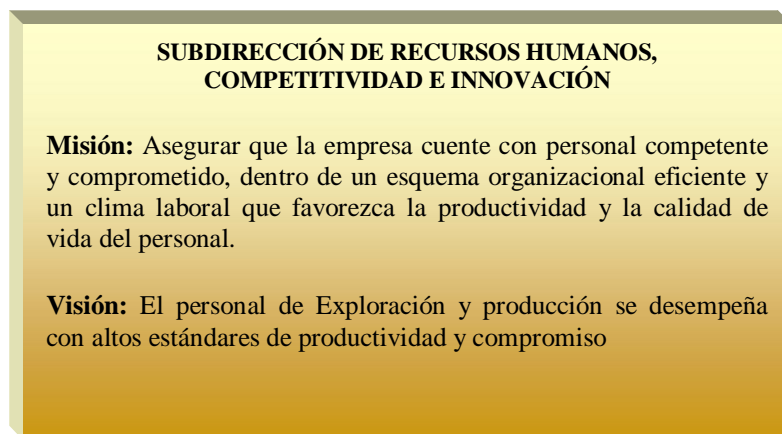 SUBDIRECCIÓN DE RECURSOS HUMANOS,
COMPETITIVIDAD E INNOVACIÓN
Misión: Asegurar que la empresa cuente con personal competente
y comprometido, dentro de un esquema organizacional eficiente y
un clima laboral que favorezca la productividad y la calidad de
vida del personal.
Visión: El personal de Exploración y producción se desempeña
con altos estándares de productividad y compromiso